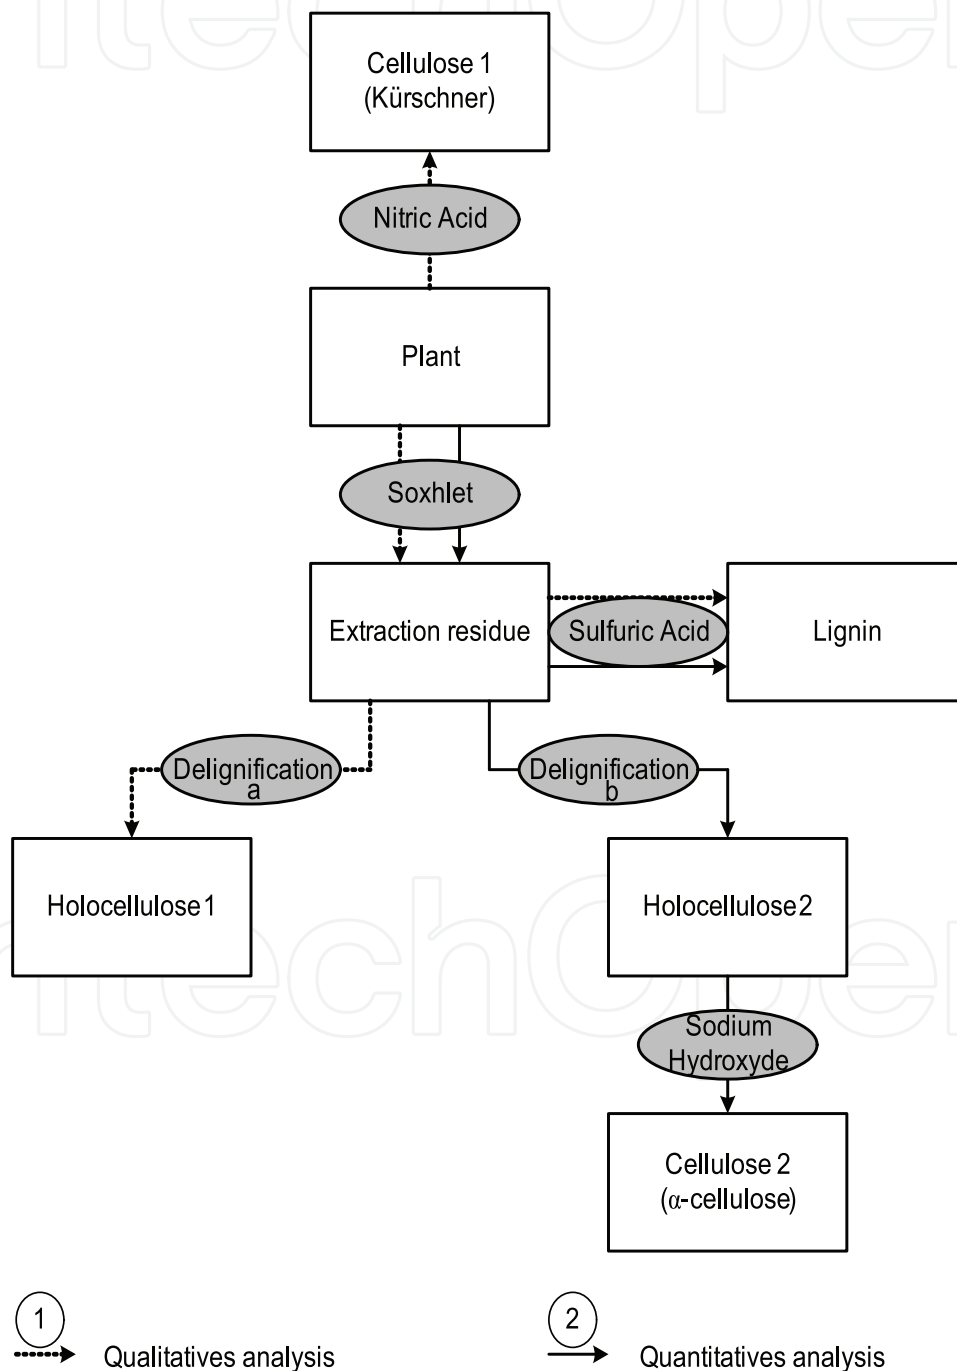 Cellulose 1
(Kürschner)
Nitric Acid
Plant
Soxhlet
Extraction residue
Sulfuric Acid
Lignin
Delignification
a
Delignification
b
Holocellulose 1
Holocellulose 2
Sodium
Hydroxyde
Cellulose 2
(α-cellulose)
1
Qualitatives analysis
2
Quantitatives analysis